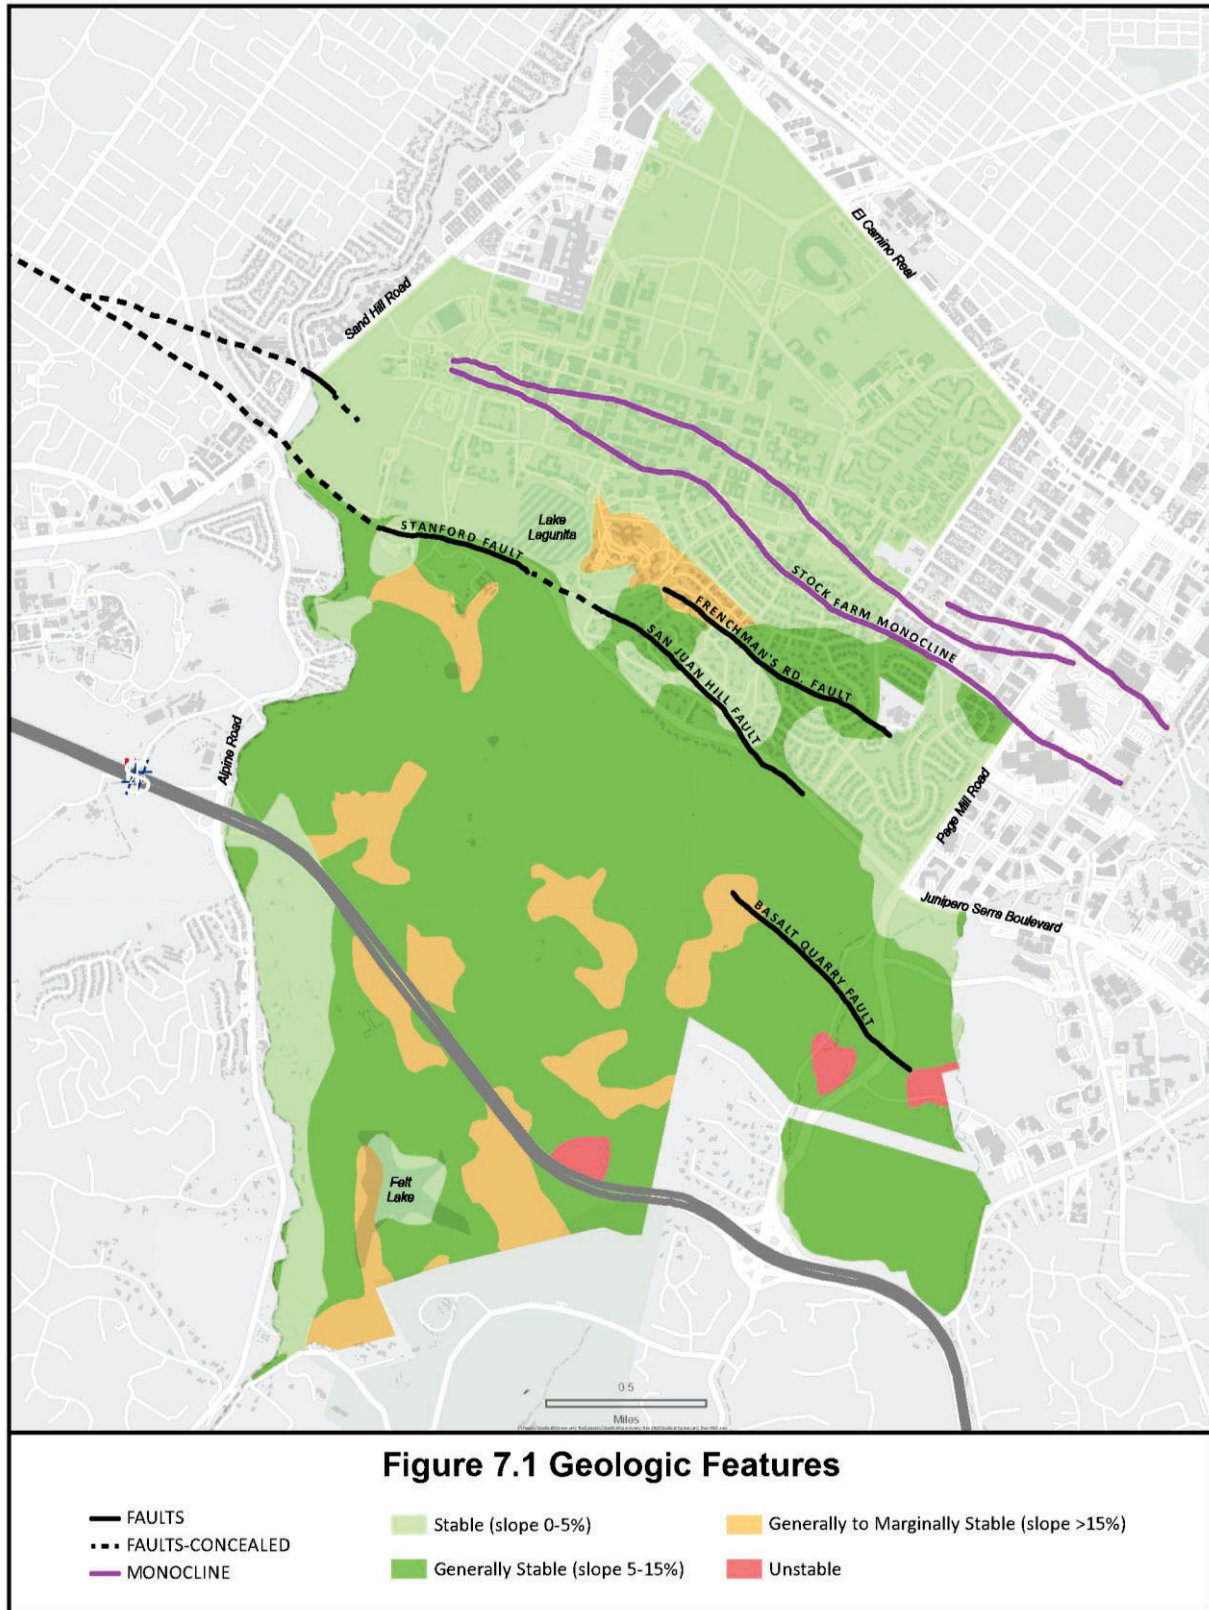 El Camino Real
Sand Hill Road
Lake
Lagunita
STANFORD FAULT
STOCK FARM MONOCLINE
FRENCHMAN'S RD. FAULT
SAN JUAN HILL FAULT
Alpine Road
Page Mill Road
Junipero Serra Boulevard
BASALT QUARRY FAULT
Felt
Lake
0.5
Miles
Figure 7.1 Geologic Features
FAULTS
FAULTS-CONCEALED
MONOCLINE
Stable (slope 0-5%)
Generally Stable (slope 5-15%)
Generally to Marginally Stable (slope >15%)
Unstable